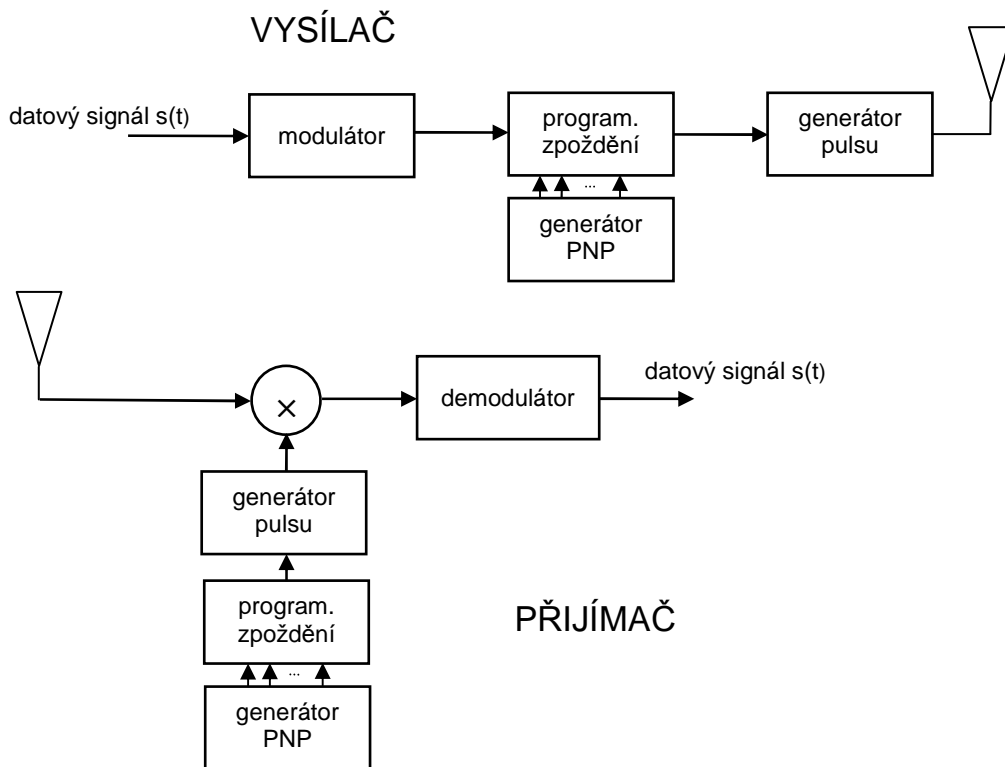 VYSÍLAČ
datový signál s(t)
modulátor
program.
zpoždění
generátor
pulsu
...
generátor
PNP
demodulátor
datový signál s(t)
×
generátor
pulsu
program.
zpoždění
PŘIJÍMAČ
...
generátor
PNP